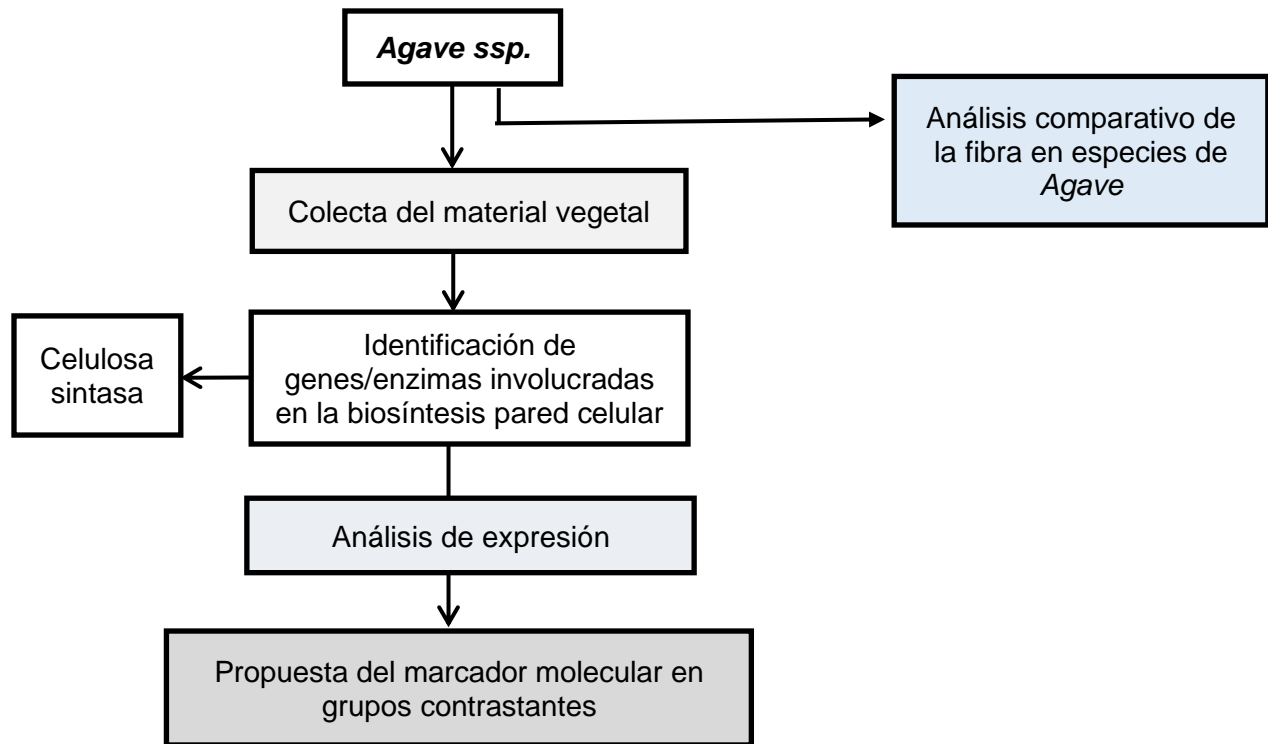 Agave ssp.
Análisis comparativo de
la fibra en especies de
Agave
Colecta del material vegetal
Celulosa
sintasa
Identificación de
genes/enzimas involucradas
en la biosíntesis pared celular
Análisis de expresión
Propuesta del marcador molecular en
grupos contrastantes